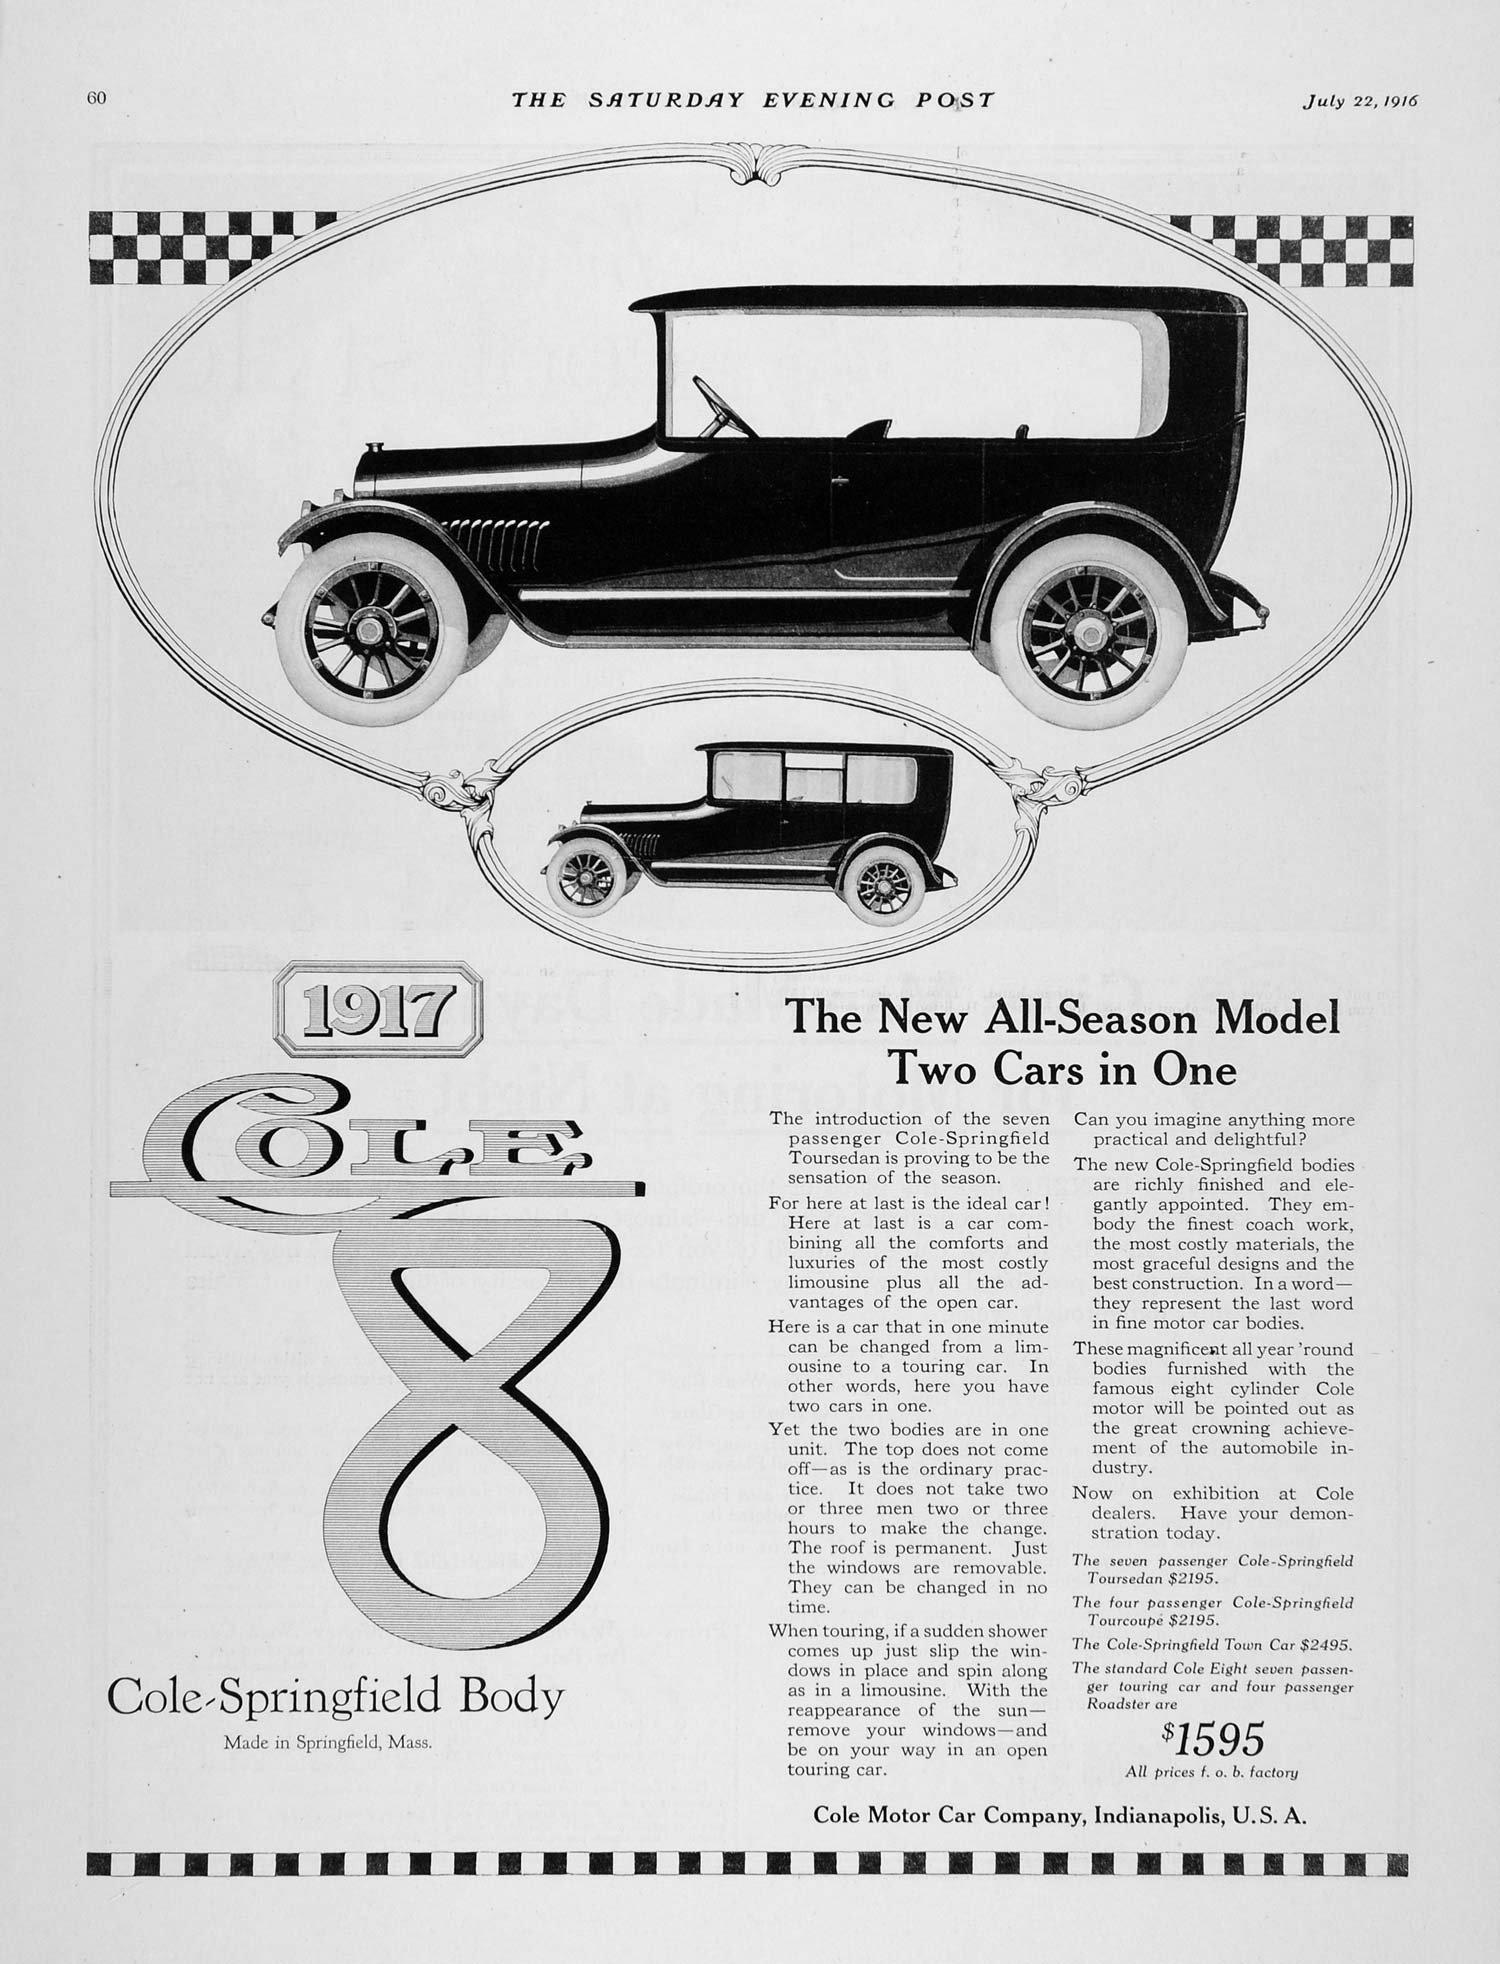 60
THE SATURDAY EVENING POST
July 22, 1916
1917
COLE
8
Cole-Springfield Body
Made in Springfield, Mass.
The New All-Season Model
Two Cars in One
The introduction of the seven
passenger Cole-Springfield
Toursedan is proving to be the
sensation of the season.
For here at last is the ideal car!
Here at last is a car com-
bining all the comforts and
luxuries of the most costly
limousine plus all the ad-
vantages of the open car.
Here is a car that in one minute
can be changed from a lim-
ousine to a touring car. In
other words, here you have
two cars in one.
Yet the two bodies are in one
unit. The top does not come
off—as is the ordinary prac-
tice. It does not take two
or three men two or three
hours to make the change.
The roof is permanent. Just
the windows are removable.
They can be changed in no
time.
When touring, if a sudden shower
comes up just slip the win-
dows in place and spin along
as in a limousine. With the
reappearance of the sun—
remove your windows—and
be on your way in an open
touring car.
Can you imagine anything more
practical and delightful?
The new Cole-Springfield bodies
are richly finished and ele-
gantly appointed. They em-
body the finest coach work,
the most costly materials, the
most graceful designs and the
best construction. In a word—
they represent the last word
in fine motor car bodies.
These magnificent all year 'round
bodies furnished with the
famous eight cylinder Cole
motor will be pointed out as
the great crowning achieve-
ment of the automobile in-
dustry.
Now on exhibition at Cole
dealers. Have your demon-
stration today.
The seven passenger Cole-Springfield
Toursedan $2195.
The four passenger Cole-Springfield
Tourcoupé $2195.
The Cole-Springfield Town Car $2495.
The standard Cole Eight seven passen-
ger touring car and four passenger
Roadster are
$1595
All prices f. o. b. factory
Cole Motor Car Company, Indianapolis, U. S. A.